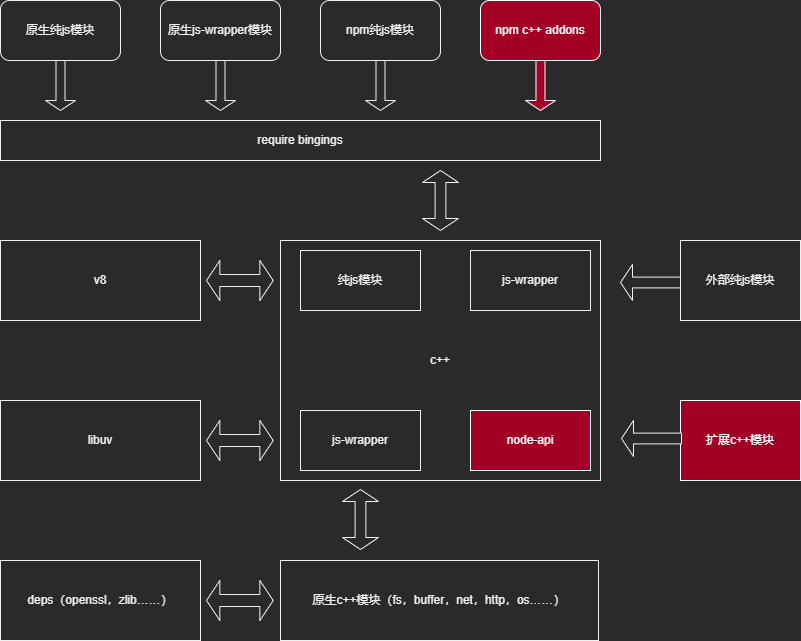 原生纯js模块
原生js-wrapper模块
npm纯js模块
npm c++ addons
require bingings
v8
纯js模块
js-wrapper
外部纯js模块
c++
libuv
js-wrapper
node-api
扩展c++模块
deps（openssl，zlib……）
原生c++模块（fs，buffer，net，http，os……）